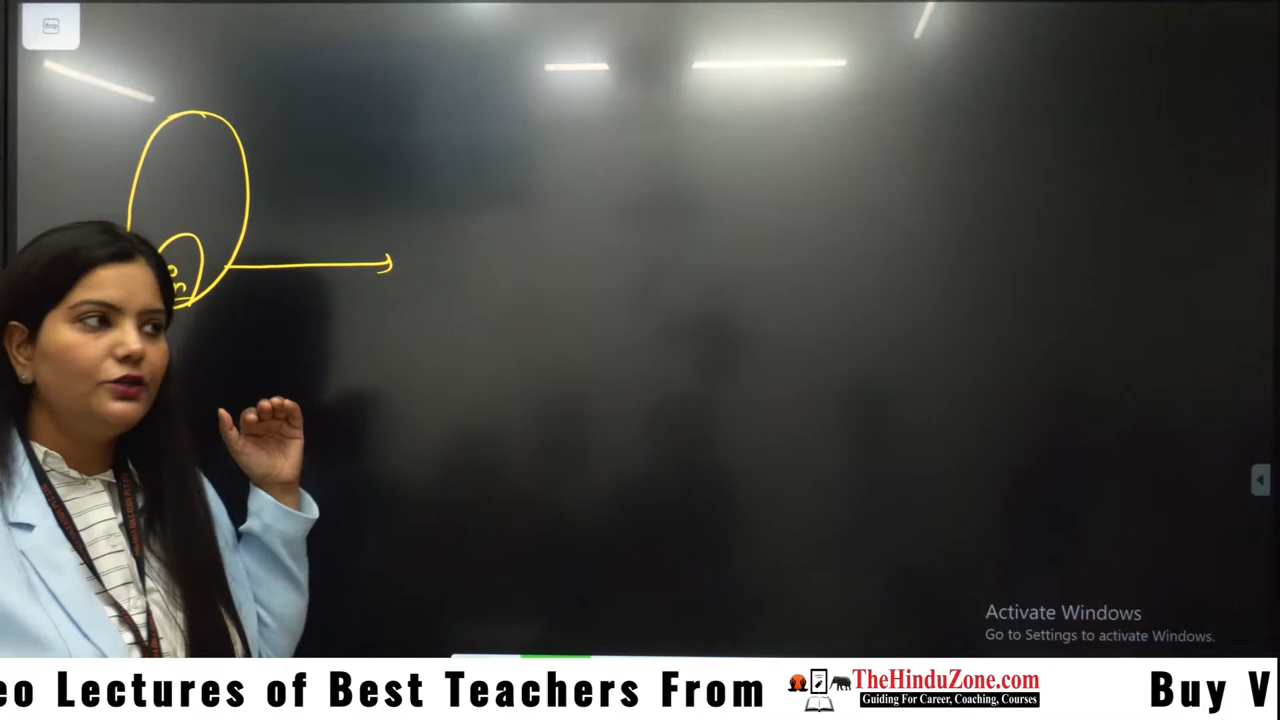 Activate Windows
Go to Settings to activate Windows.
eo Lectures of Best Teachers From
TheHinduZone.com
Guiding For Career, Coaching, Courses
Buy V